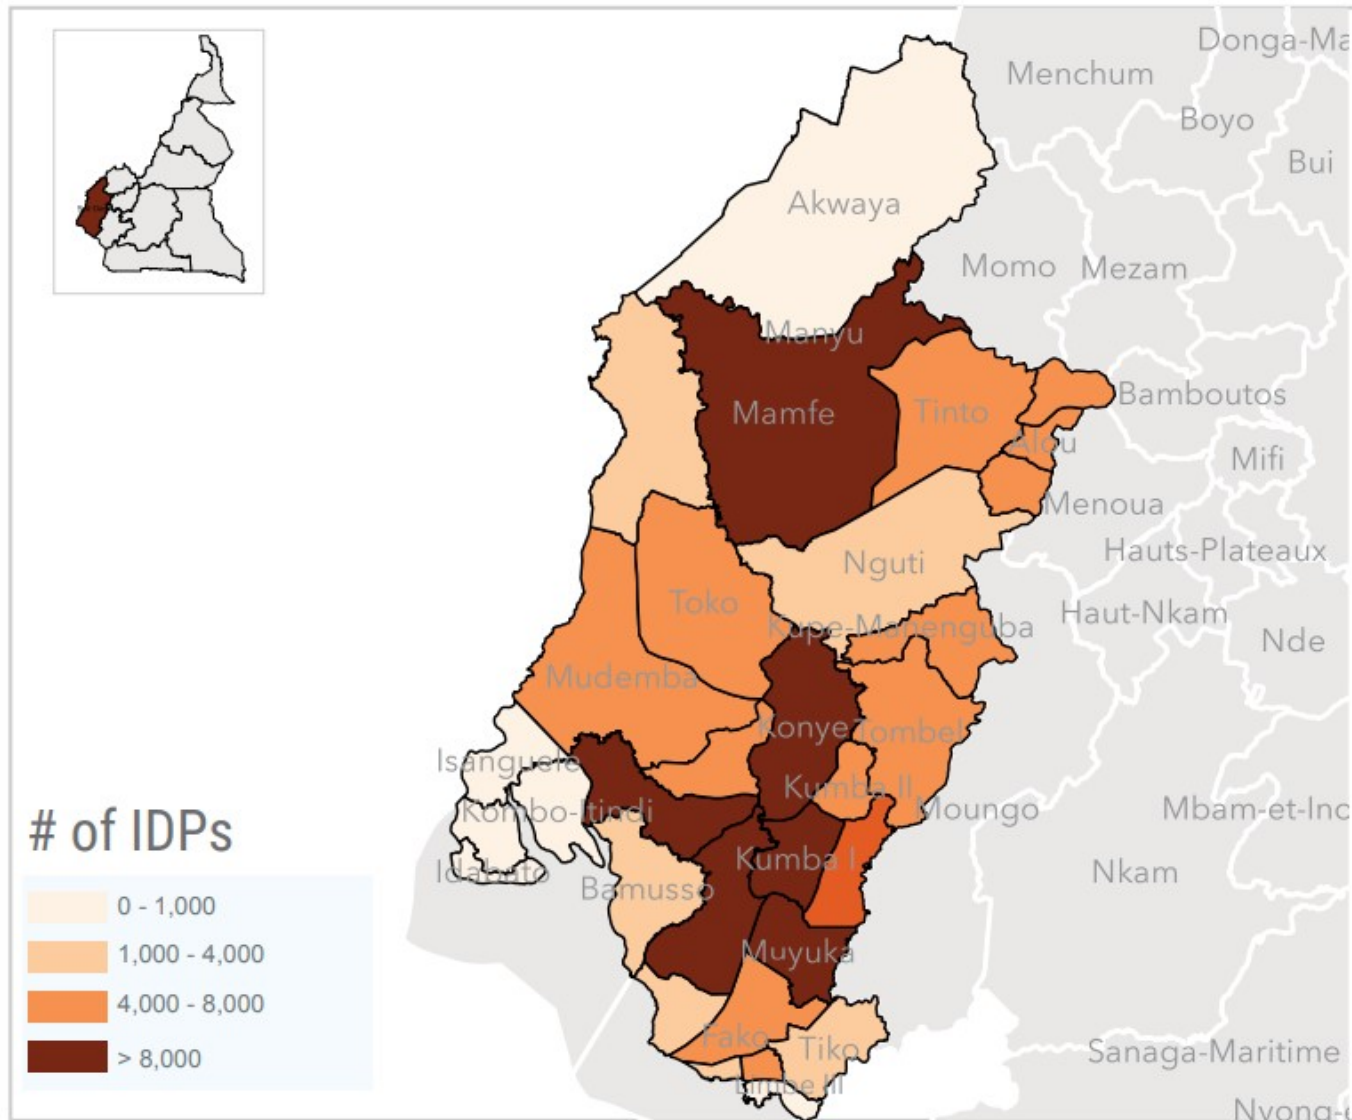 Donga-Ma
Menchum
Boyo
Bui
Akwaya
Momo
Mezam
Manyu
Bamboutos
Mamfe
Tinto
Alou
Mifi
Menoua
Hauts-Plateaux
Nguti
Toko
Haut-Nkam
Kupe-Manenguba
Nde
Mudemba
Konye
Tombel
Isanguele
Kumba II
Kombo-Itindi
Moungo
Mbam-et-Inc
# of IDPs
Kumba I
Idabato
Bamusso
Nkam
0 - 1,000
1,000 - 4,000
Muyuka
4,000 - 8,000
Fako
Tiko
Sanaga-Maritime
> 8,000
Limbe III